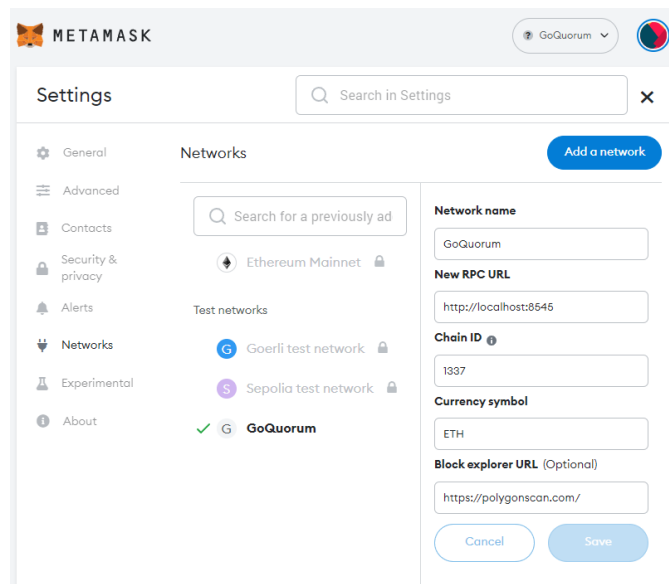 METAMASK
GoQuorum
Settings
Search in Settings
General
Advanced
Contacts
Security &
privacy
Alerts
Networks
Experimental
About
Networks
Add a network
Search for a previously ad
Ethereum Mainnet
Test networks
G Goerli test network
S Sepolia test network
G GoQuorum
Network name
GoQuorum
New RPC URL
http://localhost:8545
Chain ID
1337
Currency symbol
ETH
Block explorer URL (Optional)
https://polygonscan.com/
Cancel
Save